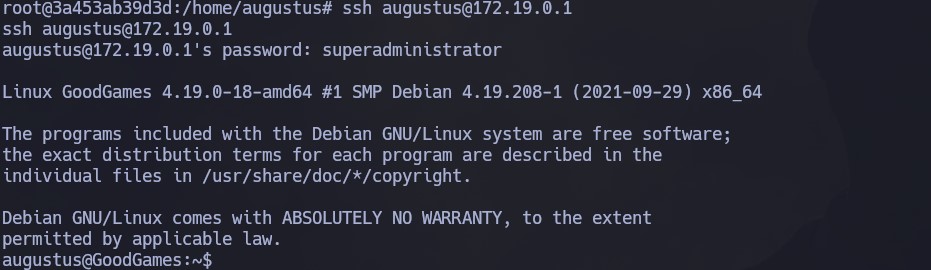 root@3a453ab39d3d:/home/augustus# ssh augustus@172.19.0.1
ssh augustus@172.19.0.1
augustus@172.19.0.1's password: superadministrator
Linux GoodGames 4.19.0-18-amd64 #1 SMP Debian 4.19.208-1 (2021-09-29) x86_64
The programs included with the Debian GNU/Linux system are free software;
the exact distribution terms for each program are described in the
individual files in /usr/share/doc/*/copyright.
Debian GNU/Linux comes with ABSOLUTELY NO WARRANTY, to the extent
permitted by applicable law.
augustus@GoodGames:~$